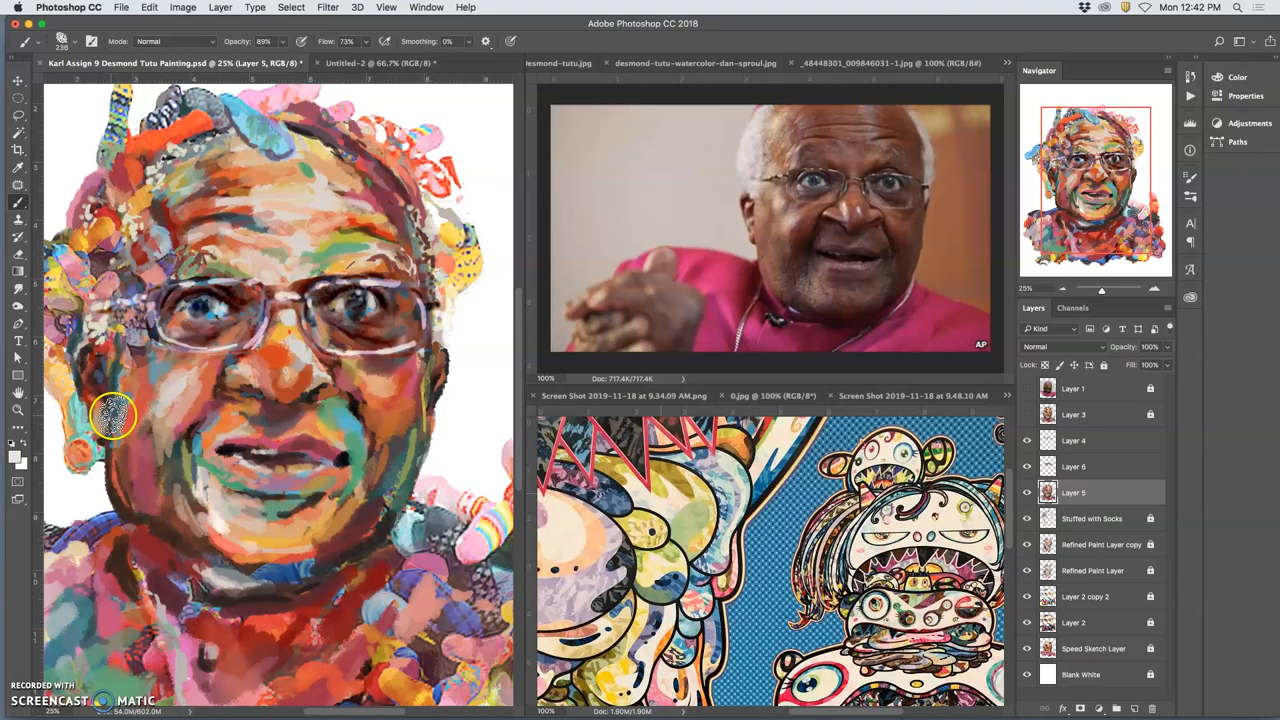 Photoshop CC File Edit Image Layer Type Select Filter 3D View Window Help Mon 12:42 PM
Adobe Photoshop CC 2018
236 Mode: Normal Opacity: 89% Flow: 73% Smoothing: 0%
Karl Assign 9 Desmond Tutu Painting.psd @ 25% (Layer 5, RGB/8) * Untitled-2 @ 66.7% (RGB/8) * desmond-tutu-watercolor-dan-sproul.jpg _48448301_009846031-1.jpg @ 100% (RGB/8#)
Navigator
Color
Properties
Adjustments
Paths
25%
Layers Channels
Kind
Normal Opacity: 100%
Lock: Fill: 100%
Layer 1
Layer 3
Layer 4
Layer 6
Layer 5
Stuffed with Socks
Refined Paint Layer copy
Refined Paint Layer
Layer 2 copy 2
Layer 2
Speed Sketch Layer
Blank White
AP
100% Doc: 717.4K/717.4K
Screen Shot 2019-11-18 at 9.34.09 AM.png 0.jpg @ 100% (RGB/8*) Screen Shot 2019-11-18 at 9.48.10 AM
100% Doc: 1.90M/1.90M
RECORDED WITH
SCREENCAST MATIC
25% 54.0M/602.0M